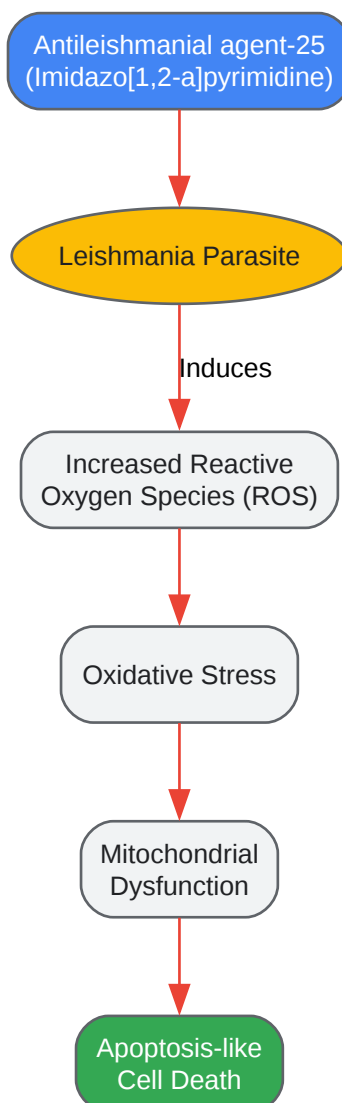 Antileishmanial agent-25
(Imidazo[1,2-a]pyrimidine)
Leishmania Parasite
Induces
Increased Reactive
Oxygen Species (ROS)
Oxidative Stress
Mitochondrial
Dysfunction
Apoptosis-like
Cell Death